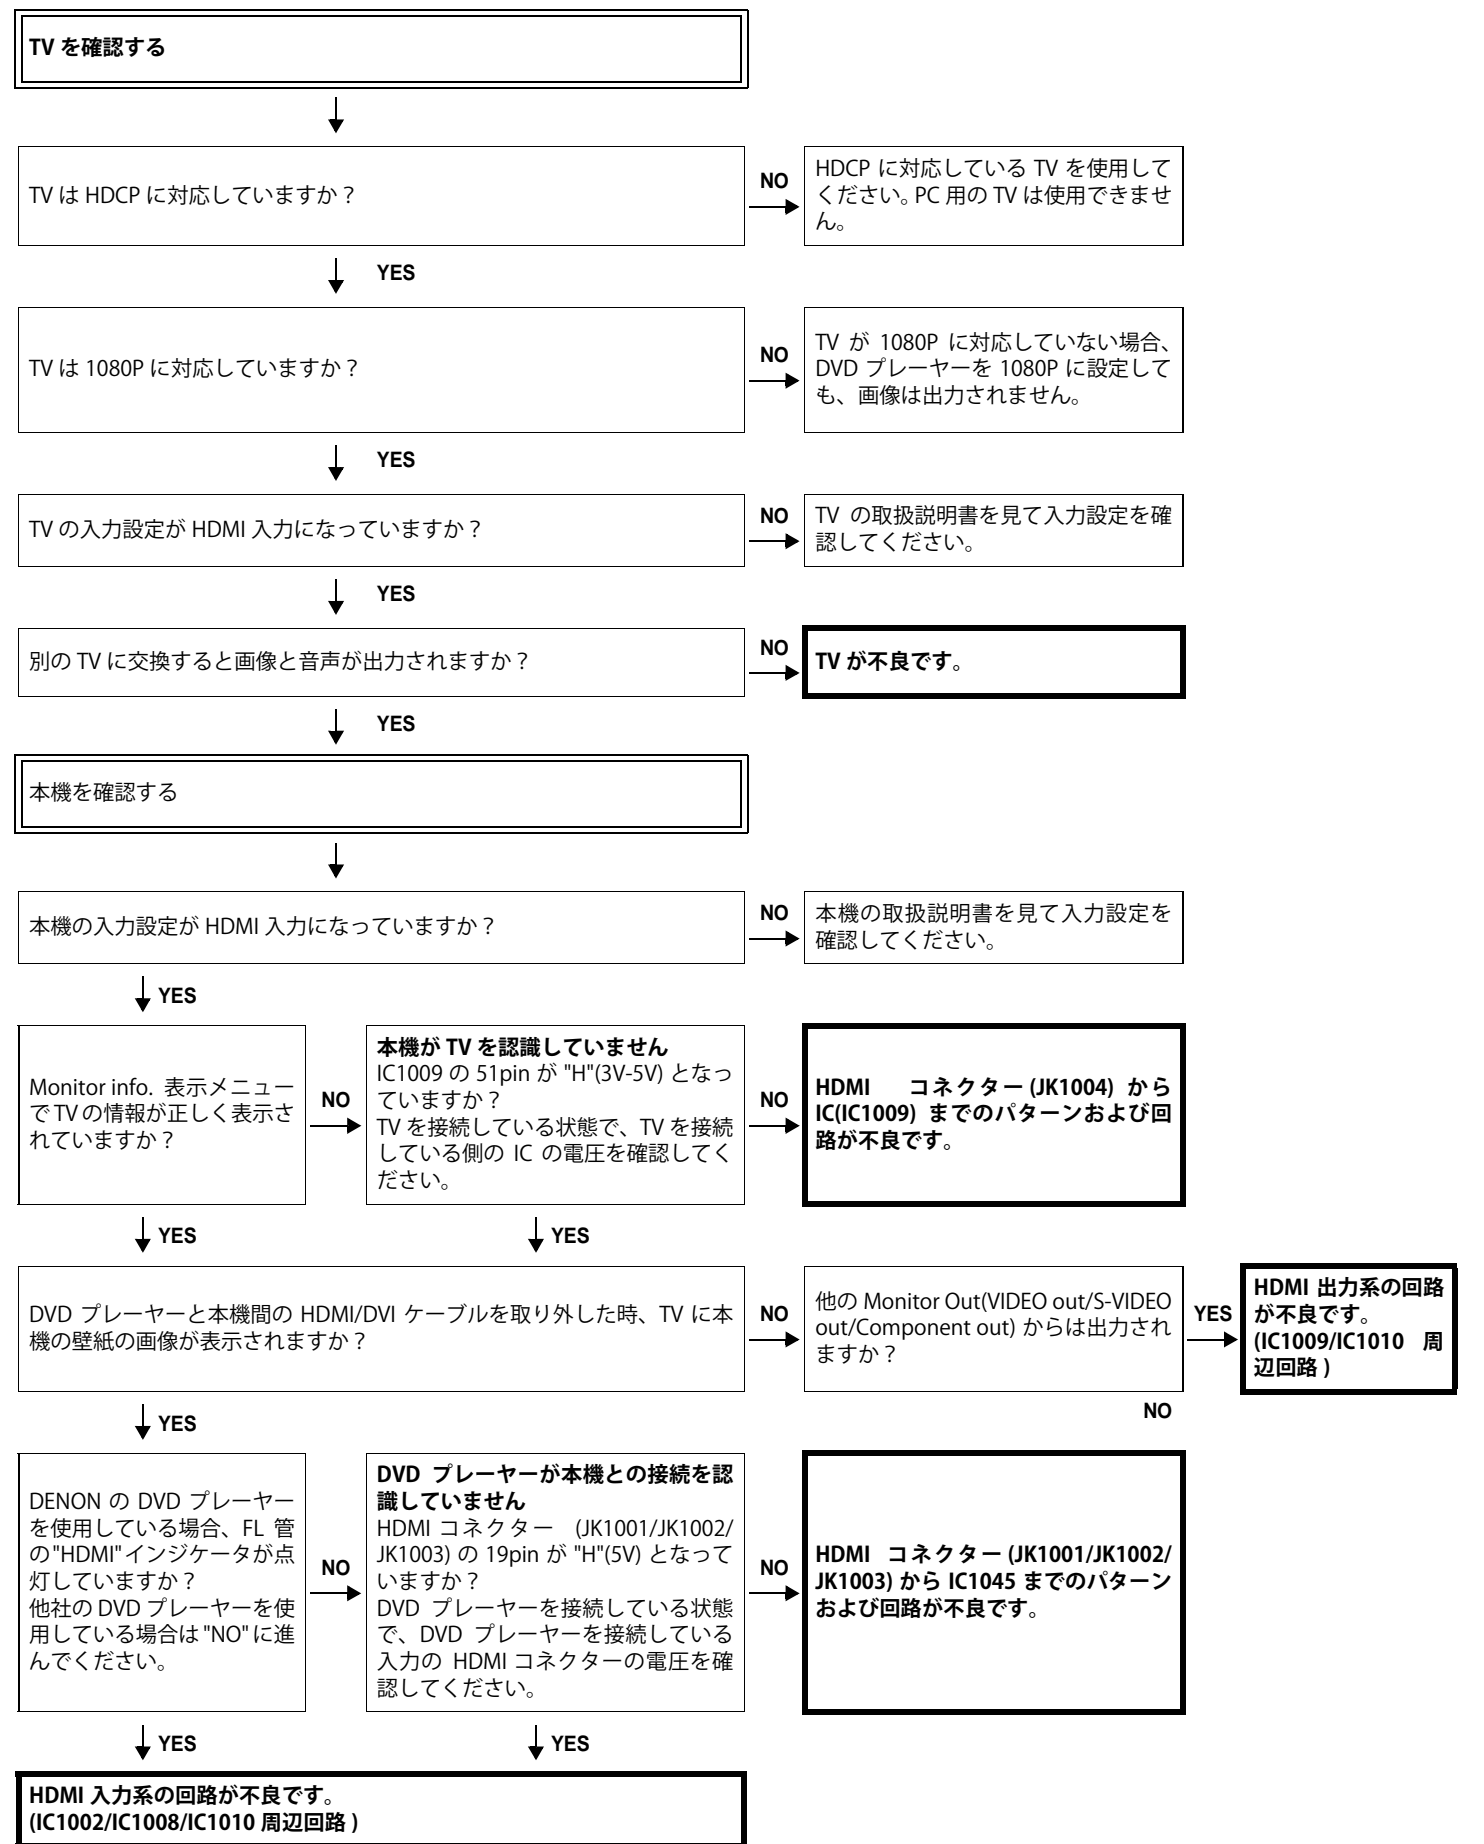 TV を確認する
TV は HDCP に対応していますか？
NO
HDCP に対応している TV を使用して
ください。PC 用の TV は使用できませ
ん。
YES
TV は 1080P に対応していますか？
NO
TV が 1080P に対応していない場合、
DVD プレーヤーを 1080P に設定して
も、画像は出力されません。
YES
TV の入力設定が HDMI 入力になっていますか？
NO
TV の取扱説明書を見て入力設定を確
認してください。
YES
別の TV に交換すると画像と音声が出力されますか？
NO
TV が不良です。
YES
本機を確認する
本機の入力設定が HDMI 入力になっていますか？
NO
本機の取扱説明書を見て入力設定を
確認してください。
YES
Monitor info. 表示メニュー
で TV の情報が正しく表示さ
れていますか？
NO
本機が TV を認識していません
IC1009 の 51pin が "H"(3V-5V) となっ
ていますか？
TV を接続している状態で、TV を接続
している側の IC の電圧を確認してく
ださい。
NO
HDMI コネクター (JK1004) から
IC(IC1009) までのパターンおよび回
路が不良です。
YES
YES
DVD プレーヤーと本機間の HDMI/DVI ケーブルを取り外した時、TV に本
機の壁紙の画像が表示されますか？
NO
他の Monitor Out(VIDEO out/S-VIDEO
out/Component out) からは出力され
ますか？
YES
HDMI 出力系の回路
が不良です。
(IC1009/IC1010 周
辺回路 )
NO
YES
DENON の DVD プレーヤー
を使用している場合、FL 管
の "HDMI" インジケータが点
灯していますか？
他社の DVD プレーヤーを使
用している場合は "NO" に進
んでください。
NO
DVD プレーヤーが本機との接続を認
識していません
HDMI コネクター (JK1001/JK1002/
JK1003) の 19pin が "H"(5V) となって
いますか？
DVD プレーヤーを接続している状態
で、DVD プレーヤーを接続している
入力の HDMI コネクターの電圧を確
認してください。
NO
HDMI コネクター (JK1001/JK1002/
JK1003) から IC1045 までのパターン
および回路が不良です。
YES
YES
HDMI 入力系の回路が不良です。
(IC1002/IC1008/IC1010 周辺回路 )